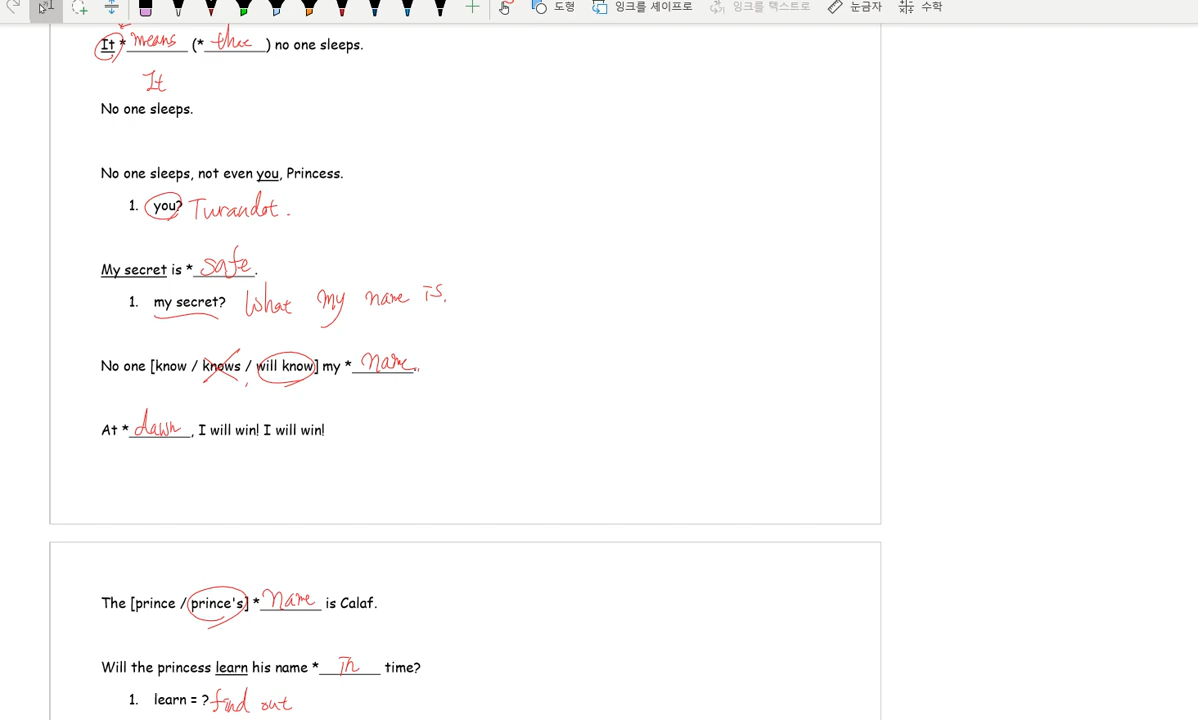 도형 잉크를 셰이프로 잉크를 텍스트로 눈금자 수학
It * means (* that ) no one sleeps.
It
No one sleeps.
No one sleeps, not even you, Princess.
1. you? Turandot.
My secret is * safe.
1. my secret? What my name is.
No one [know / knows / will know] my * name.
At * dawn, I will win! I will win!
The [prince / prince's] * name is Calaf.
Will the princess learn his name * in time?
1. learn = ? find out